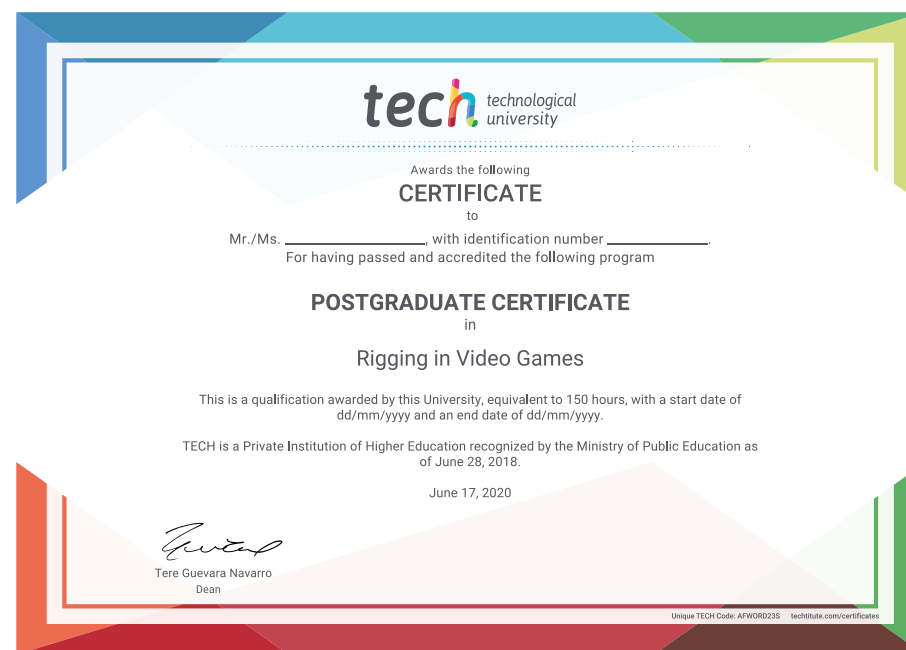 tech technological
university
Awards the following
CERTIFICATE
to
Mr./Ms. ____________________, with identification number ______________.
For having passed and accredited the following program
POSTGRADUATE CERTIFICATE
in
Rigging in Video Games
This is a qualification awarded by this University, equivalent to 150 hours, with a start date of
dd/mm/yyyy and an end date of dd/mm/yyyy.
TECH is a Private Institution of Higher Education recognized by the Ministry of Public Education as
of June 28, 2018.
June 17, 2020
Tere Guevara Navarro
Dean
Unique TECH Code: AFWORD23S techtitute.com/certificates